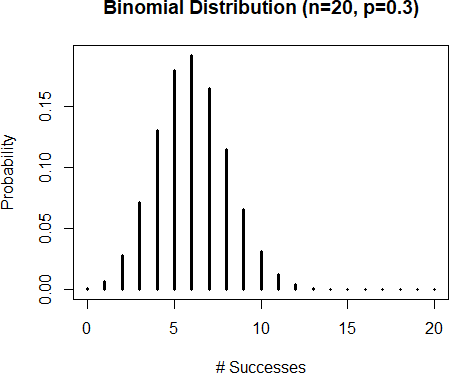 Binomial Distribution (n=20, p=0.3)
Probability
0.15
0.10
0.05
0.00
0 5 10 15 20
# Successes